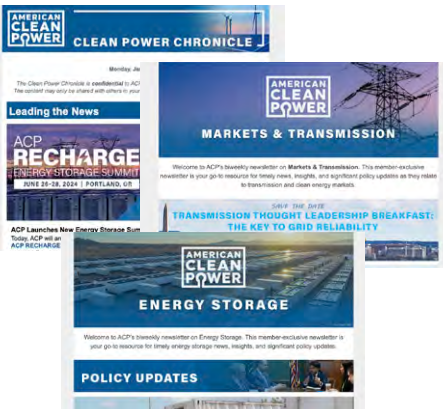 AMERICAN
CLEAN
POWER
CLEAN POWER CHRONICLE
Monday, Ja
The Clean Power Chronicle is confidential to ACP
The content may only be shared with others in your
Leading the News
ACP
RECHARGE
ENERGY STORAGE SUMMIT
JUNE 26-28, 2024 | PORTLAND, OR
ACP Launches New Energy Storage Sum
Today, ACP will an
ACP RECHARGE
AMERICAN
CLEAN
POWER
MARKETS & TRANSMISSION
Welcome to ACP's biweekly newsletter on Markets & Transmission. This member-exclusive
newsletter is your go-to resource for timely news, insights, and significant policy updates as they relate
to transmission and clean energy markets.
SAVE THE DATE
TRANSMISSION THOUGHT LEADERSHIP BREAKFAST:
THE KEY TO GRID RELIABILITY
AMERICAN
CLEAN
POWER
ENERGY STORAGE
Welcome to ACP's biweekly newsletter on Energy Storage. This member-exclusive newsletter is
your go-to resource for timely energy storage news, insights, and significant policy updates.
POLICY UPDATES